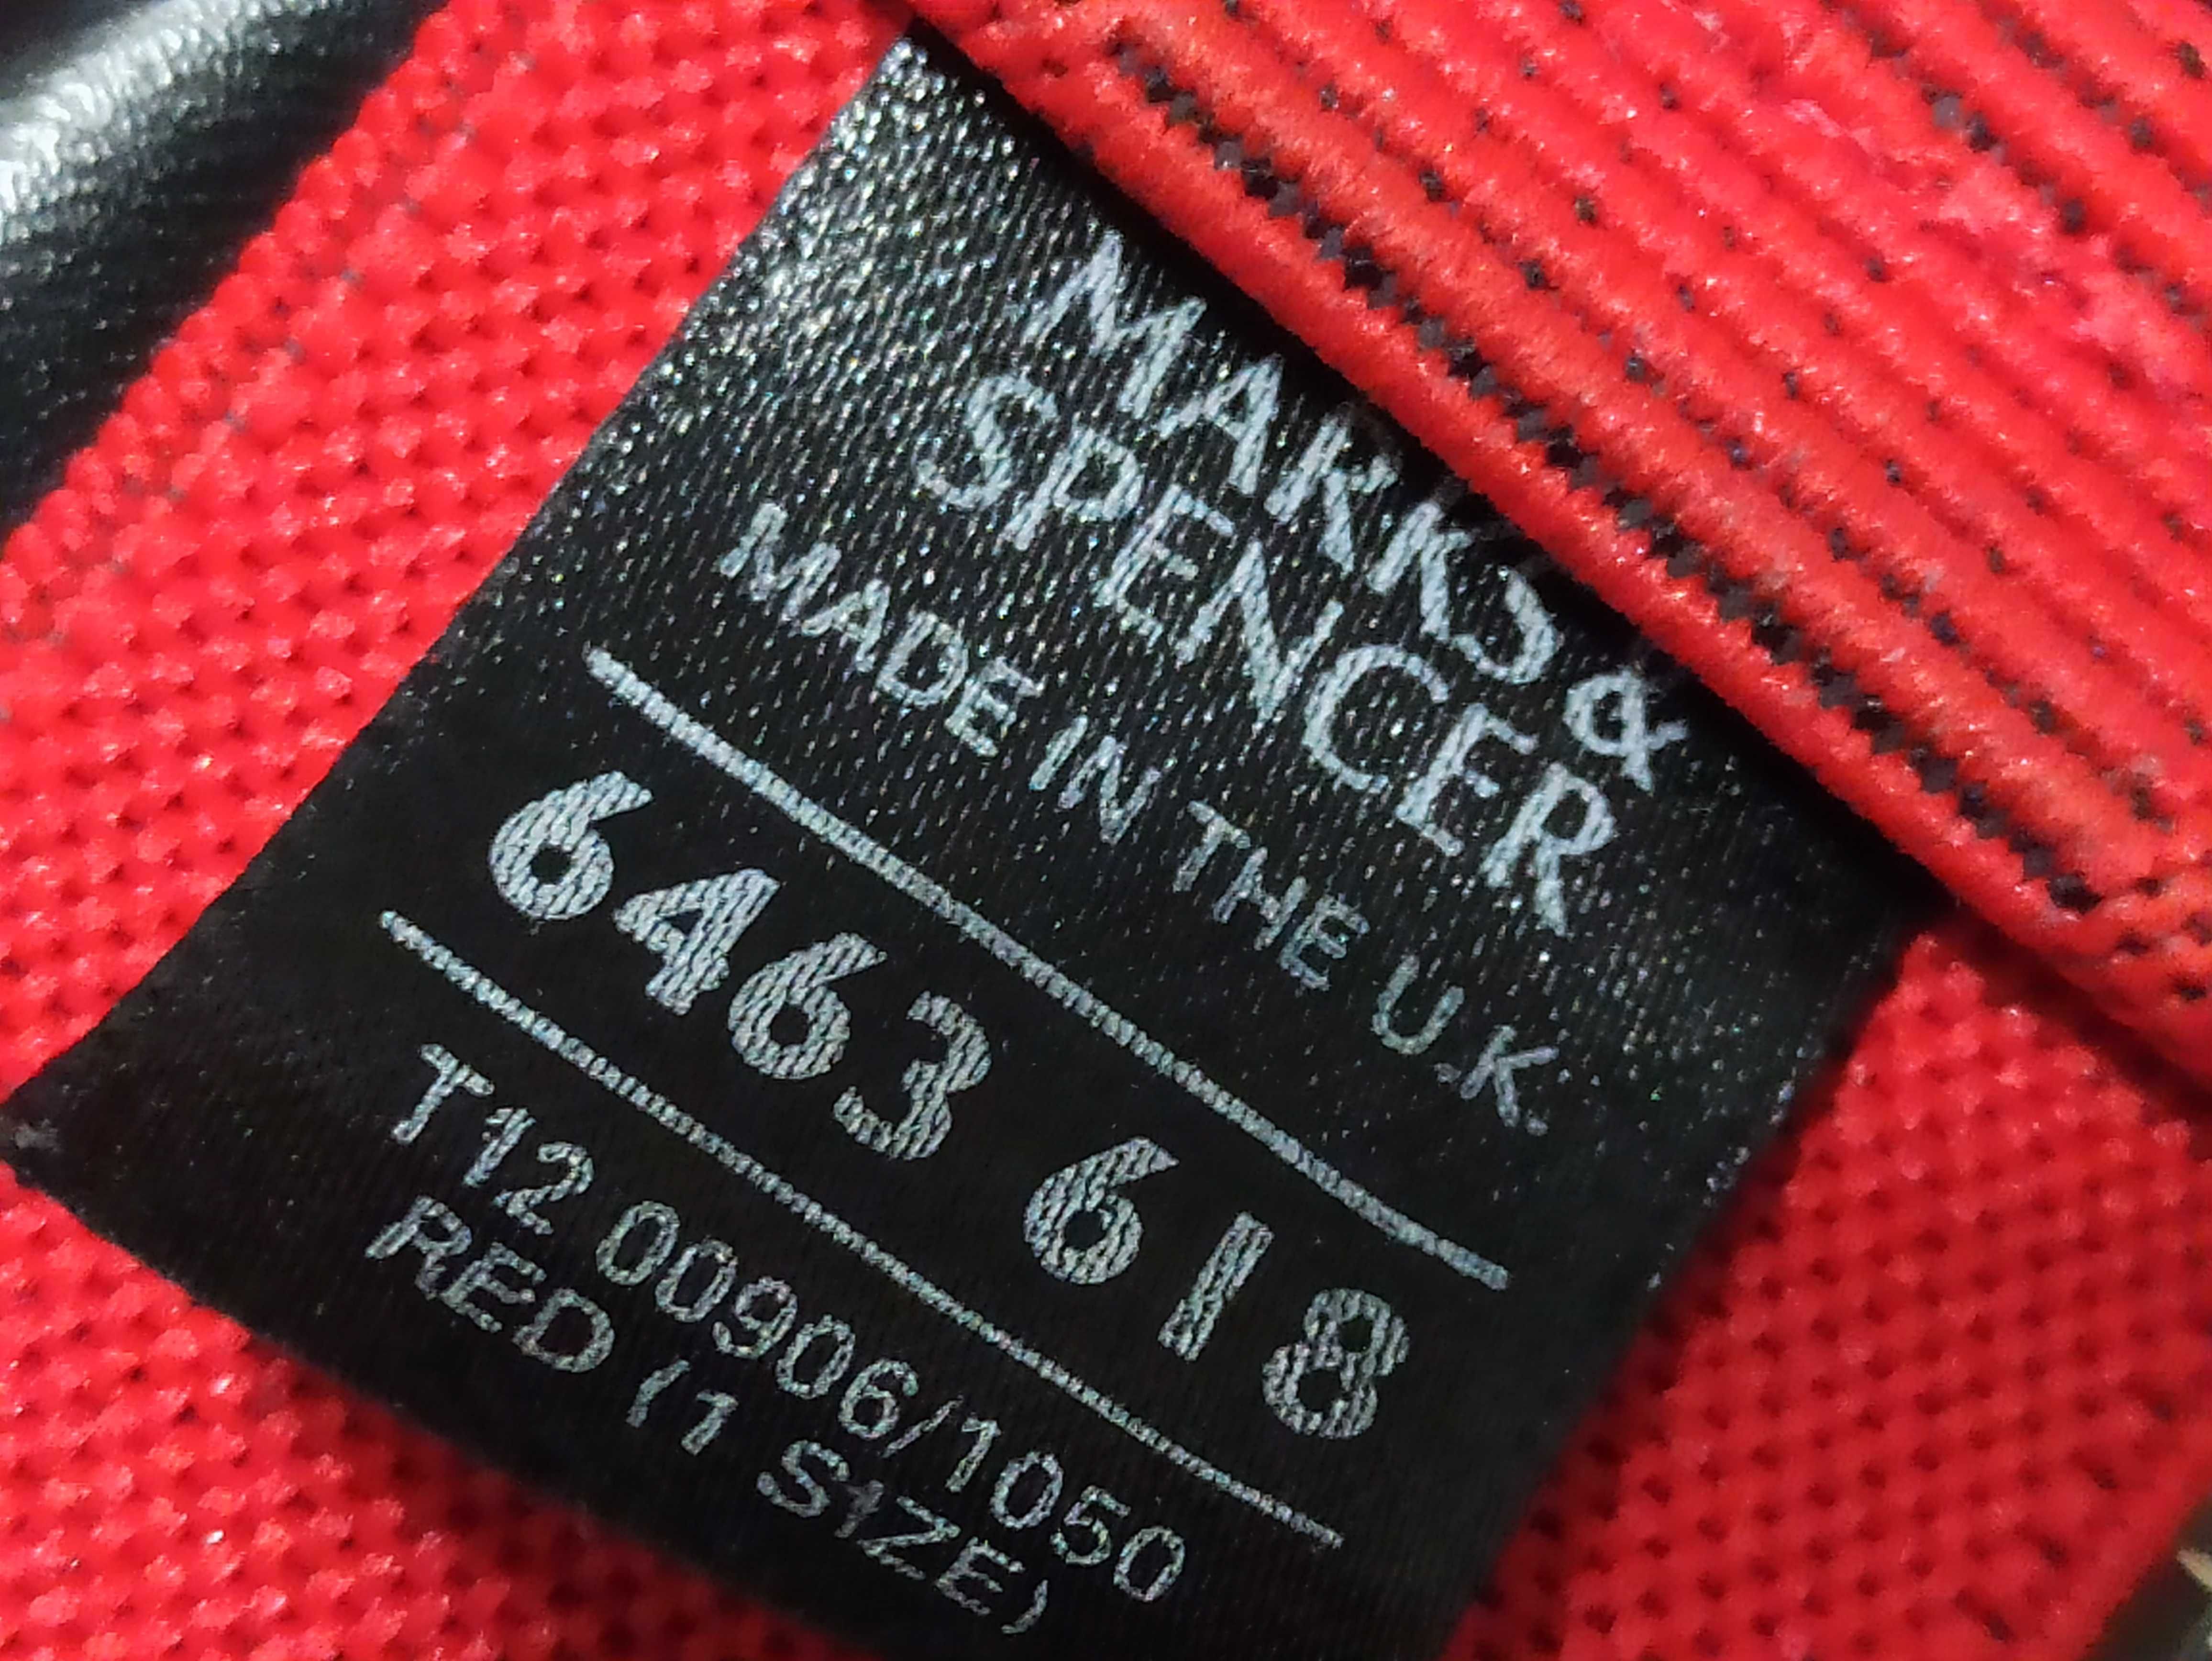 MARKS &
SPENCER
MADE IN THE U.K.
6463 618
T12 00906/1050
RED (1 SIZE)